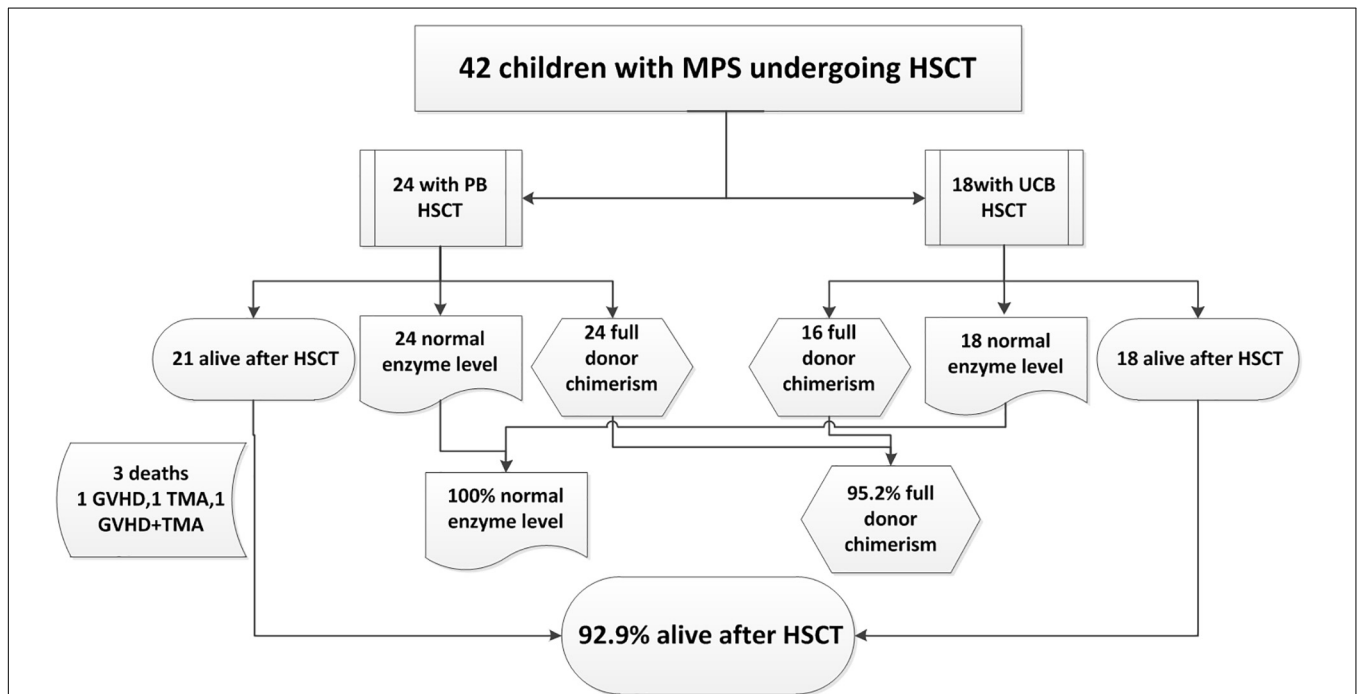 42 children with MPS undergoing HSCT
24 with PB
HSCT
18with UCB
HSCT
21 alive after HSCT
24 normal
enzyme level
24 full
donor
chimerism
16 full
donor
chimerism
18 normal
enzyme level
18 alive after HSCT
3 deaths
1 GVHD,1 TMA,1
GVHD+TMA
100% normal
enzyme level
95.2% full
donor
chimerism
92.9% alive after HSCT